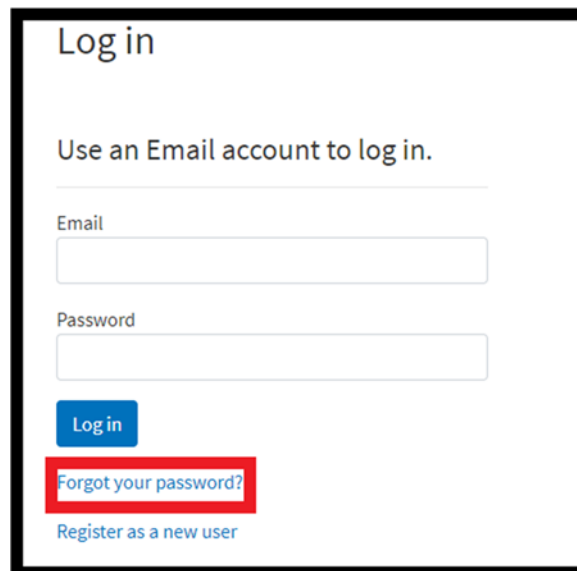 Log in
Use an Email account to log in.
Email
Password
Log in
Forgot your password?
Register as a new user